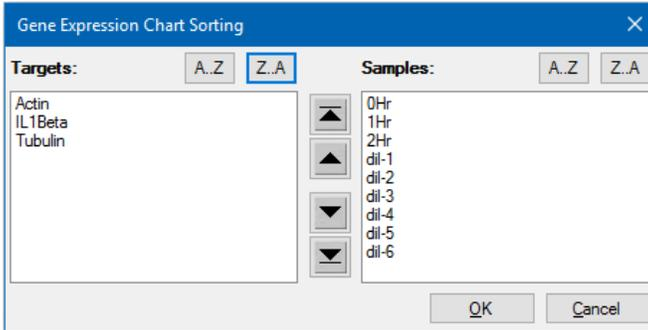 Gene Expression Chart Sorting
Targets:
A..Z
Z..A
Samples:
A..Z
Z..A
Actin
IL1Beta
Tubulin
0Hr
1Hr
2Hr
dil-1
dil-2
dil-3
dil-4
dil-5
dil-6
OK
Cancel